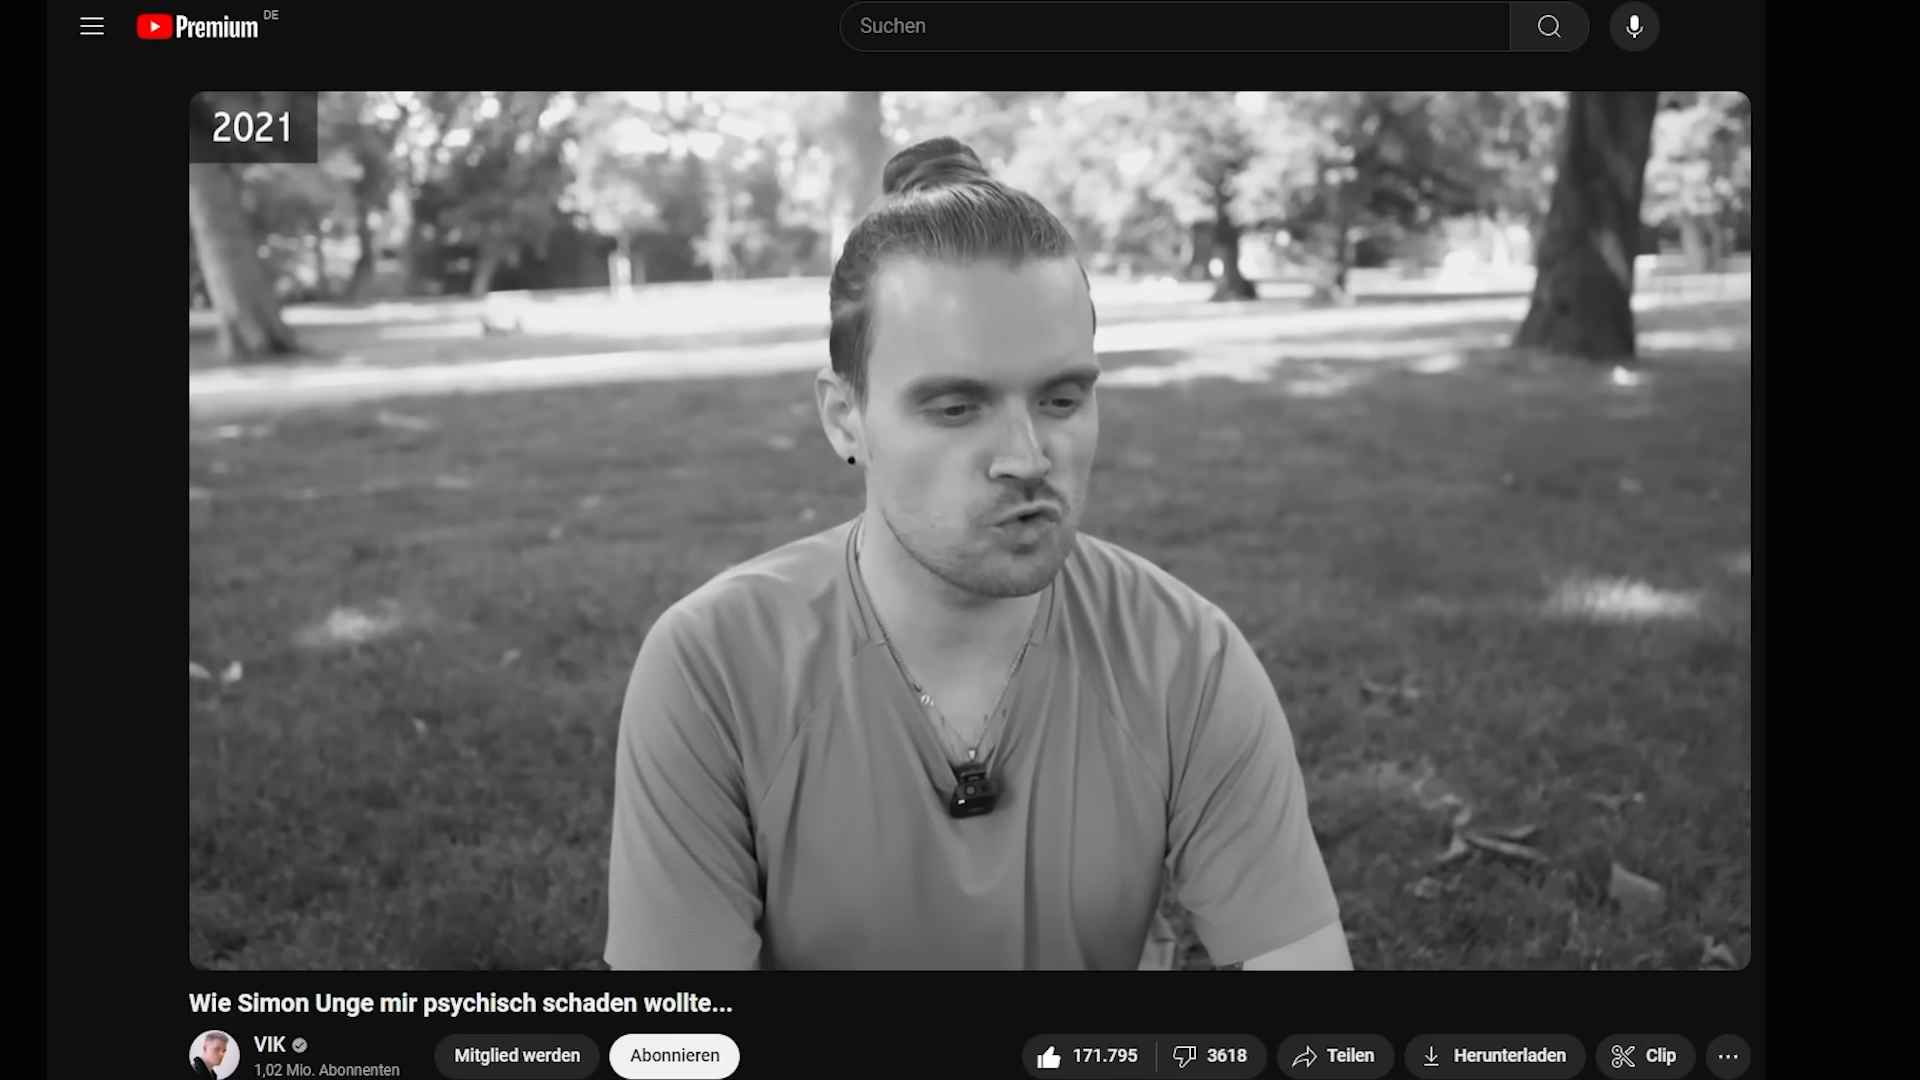 Premium DE
Suchen
2021
Wie Simon Unge mir psychisch schaden wollte...
VIK
1,02 Mio. Abonnenten
Mitglied werden
Abonnieren
171.795
3618
Teilen
Herunterladen
Clip